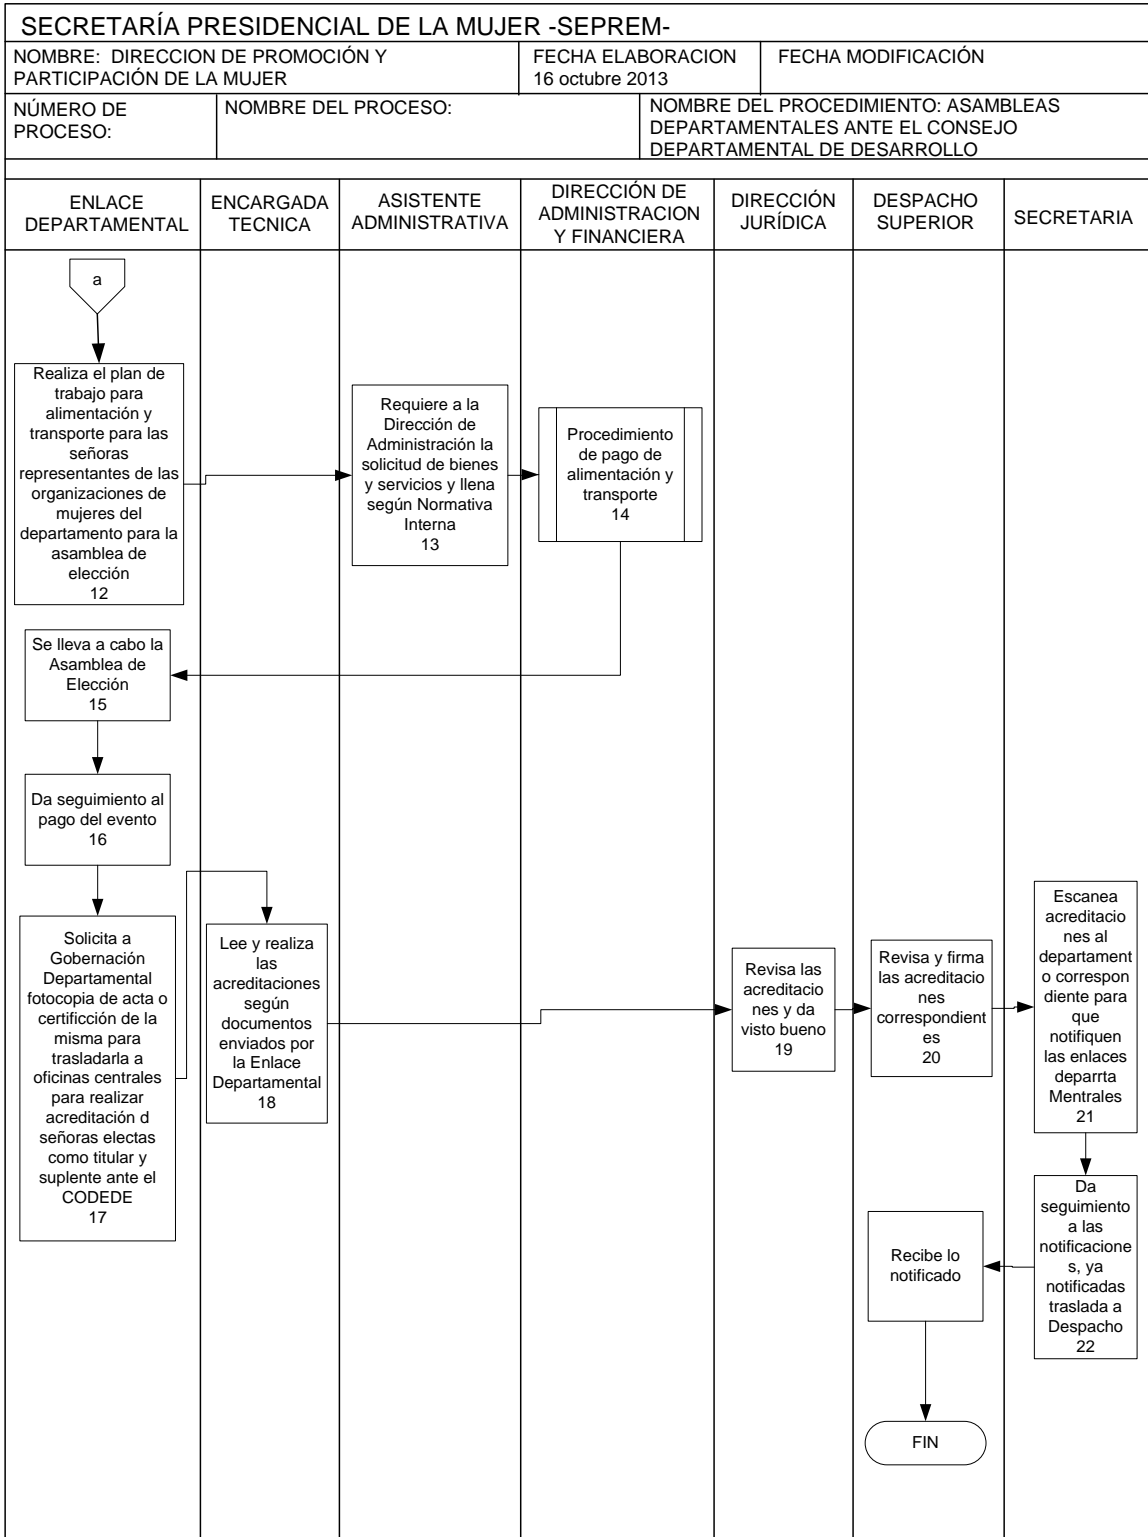 SECRETARÍA PRESIDENCIAL DE LA MUJER -SEPREM-
NOMBRE:  DIRECCION DE PROMOCIÓN Y
PARTICIPACIÓN DE LA MUJER
FECHA ELABORACION
16 octubre 2013
FECHA MODIFICACIÓN
NÚMERO DE
PROCESO:
NOMBRE DEL PROCESO:
NOMBRE DEL PROCEDIMIENTO: ASAMBLEAS
DEPARTAMENTALES ANTE EL CONSEJO
DEPARTAMENTAL DE DESARROLLO
ENLACE
DEPARTAMENTAL
ENCARGADA
TECNICA
ASISTENTE
ADMINISTRATIVA
DIRECCIÓN DE
ADMINISTRACION
Y FINANCIERA
DIRECCIÓN
JURÍDICA
DESPACHO
SUPERIOR
SECRETARIA
a
Realiza el plan de
trabajo para
alimentación y
transporte para las
señoras
representantes de las
organizaciones de
mujeres del
departamento para la
asamblea de
elección
12
Requiere a la
Dirección de
Administración la
solicitud de bienes
y servicios y llena
según Normativa
Interna
13
Procedimiento
de pago de
alimentación y
transporte
14
Se lleva a cabo la
Asamblea de
Elección
15
Da seguimiento al
pago del evento
16
Solicita a
Gobernación
Departamental
fotocopia de acta o
certificción de la
misma para
trasladarla a
oficinas centrales
para realizar
acreditación d
señoras electas
como titular y
suplente ante el
CODEDE
17
Lee y realiza
las
acreditaciones
según
documentos
enviados por
la Enlace
Departamental
18
Revisa las
acreditacio
nes y da
visto bueno
19
Revisa y firma
las acreditacio
nes
correspondient
es
20
Escanea
acreditacio
nes al
departament
o correspon
diente para
que
notifiquen
las enlaces
deparrta
Mentrales
21
Da
seguimiento
a las
notificacione
s, ya
notificadas
traslada a
Despacho
22
Recibe lo
notificado
FIN